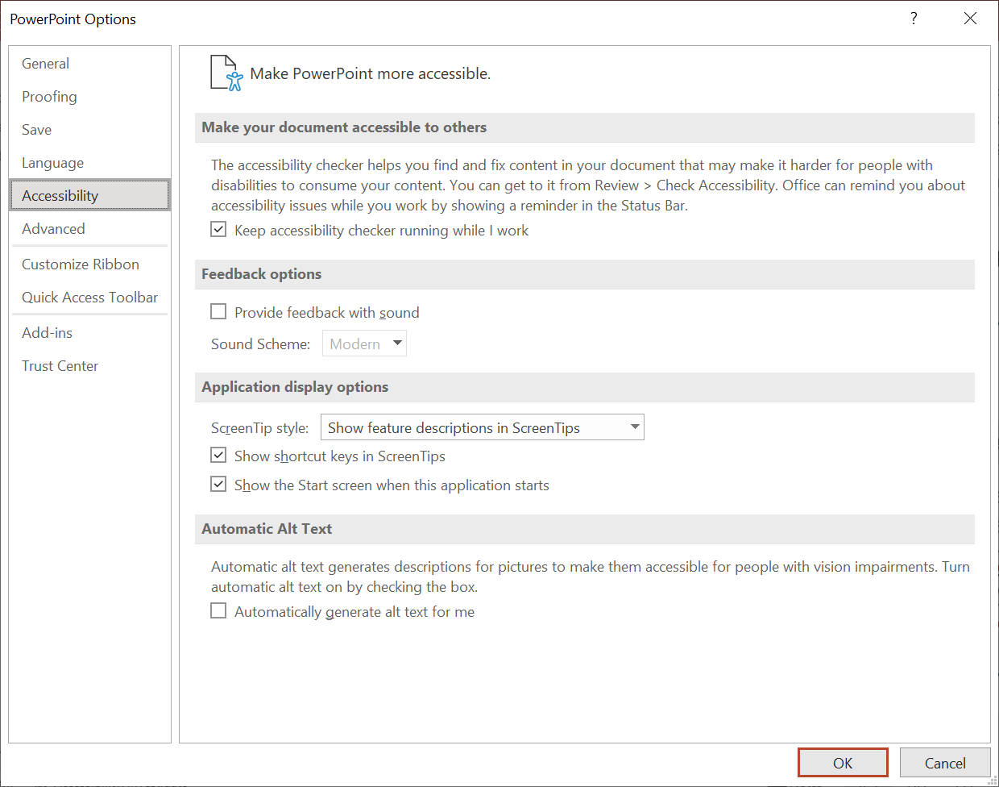 PowerPoint Options
?
General
Proofing
Save
Language
Accessibility
Advanced
Customize Ribbon
Quick Access Toolbar
Add-ins
Trust Center
Make PowerPoint more accessible.
Make your document accessible to others
The accessibility checker helps you find and fix content in your document that may make it harder for people with
disabilities to consume your content. You can get to it from Review > Check Accessibility. Office can remind you about
accessibility issues while you work by showing a reminder in the Status Bar.
Keep accessibility checker running while I work
Feedback options
Provide feedback with sound
Sound Scheme: Modern
Application display options
ScreenTip style: Show feature descriptions in ScreenTips
Show shortcut keys in ScreenTips
Show the Start screen when this application starts
Automatic Alt Text
Automatic alt text generates descriptions for pictures to make them accessible for people with vision impairments. Turn
automatic alt text on by checking the box.
Automatically generate alt text for me
OK
Cancel